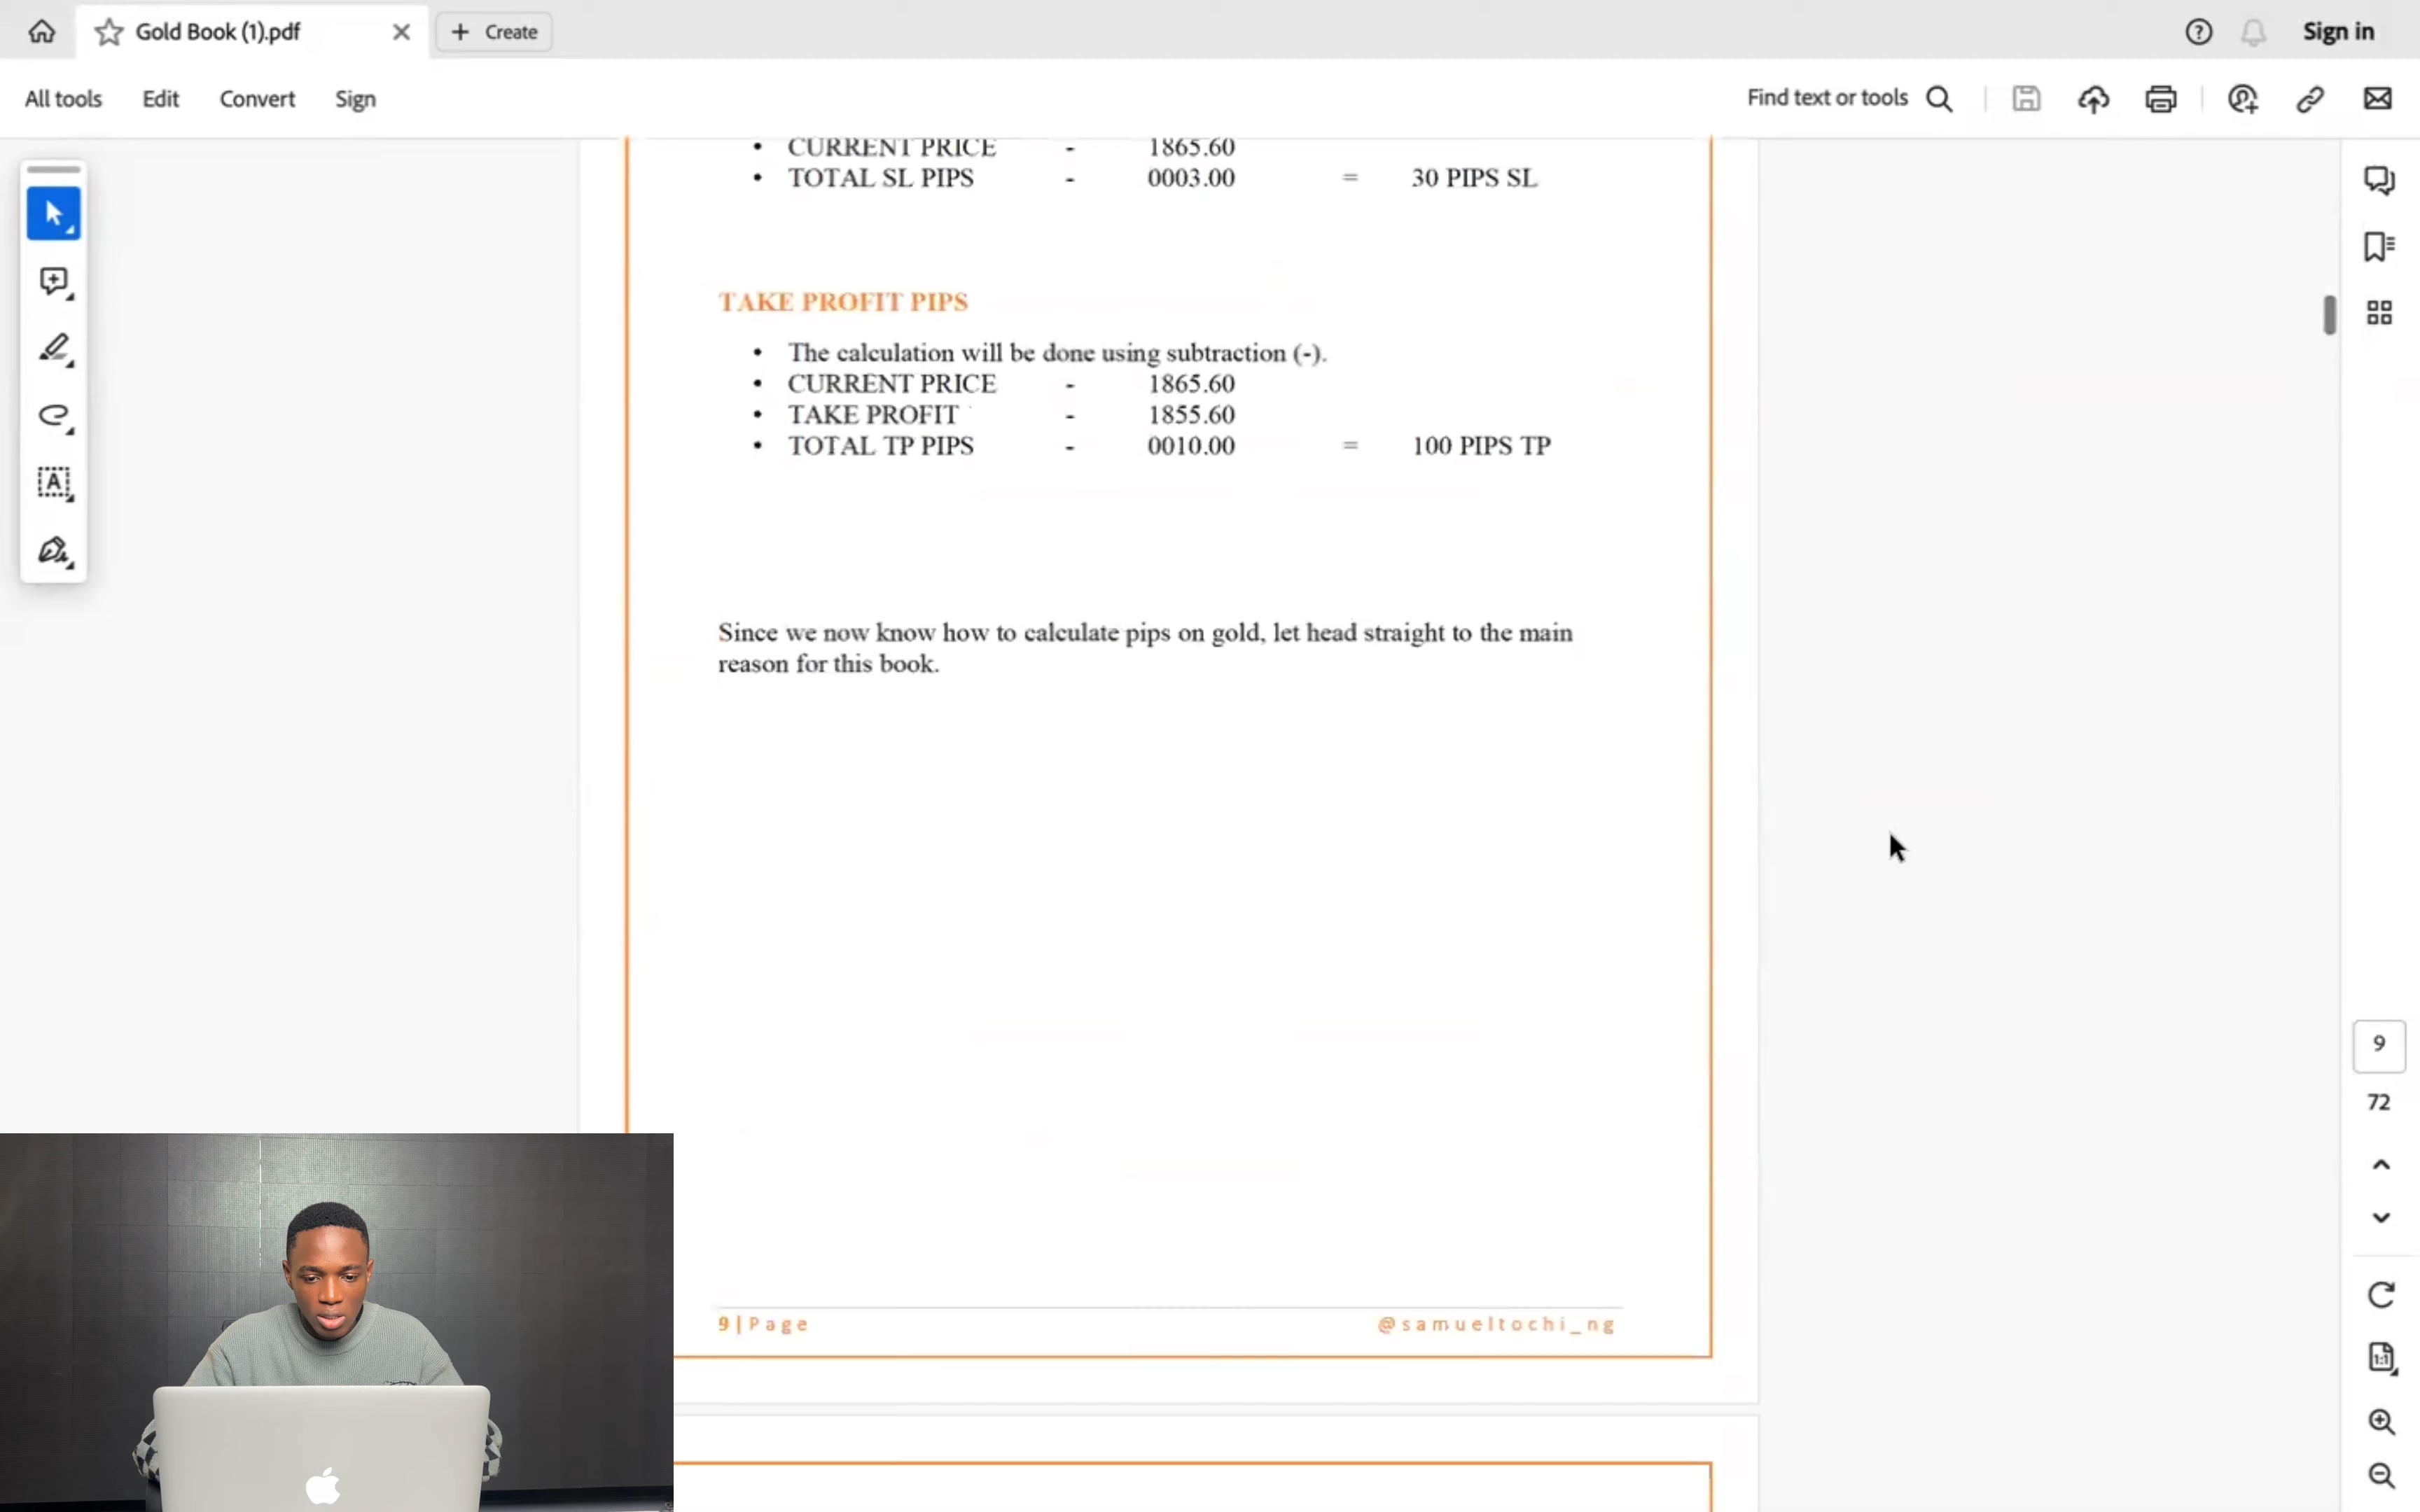 Gold Book (1).pdf
+ Create
Sign in
All tools
Edit
Convert
Sign
Find text or tools
• CURRENT PRICE - 1865.60
• TOTAL SL PIPS - 0003.00 = 30 PIPS SL
TAKE PROFIT PIPS
• The calculation will be done using subtraction (-).
• CURRENT PRICE - 1865.60
• TAKE PROFIT - 1855.60
• TOTAL TP PIPS - 0010.00 = 100 PIPS TP
Since we now know how to calculate pips on gold, let head straight to the main
reason for this book.
9 | Page
@samueltochi_ng
9
72
1:1